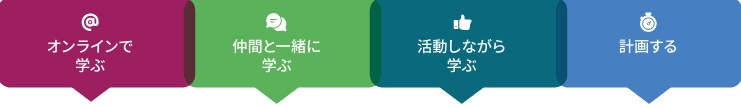 オンラインで
学ぶ
仲間と一緒に
学ぶ
活動しながら
学ぶ
計画する